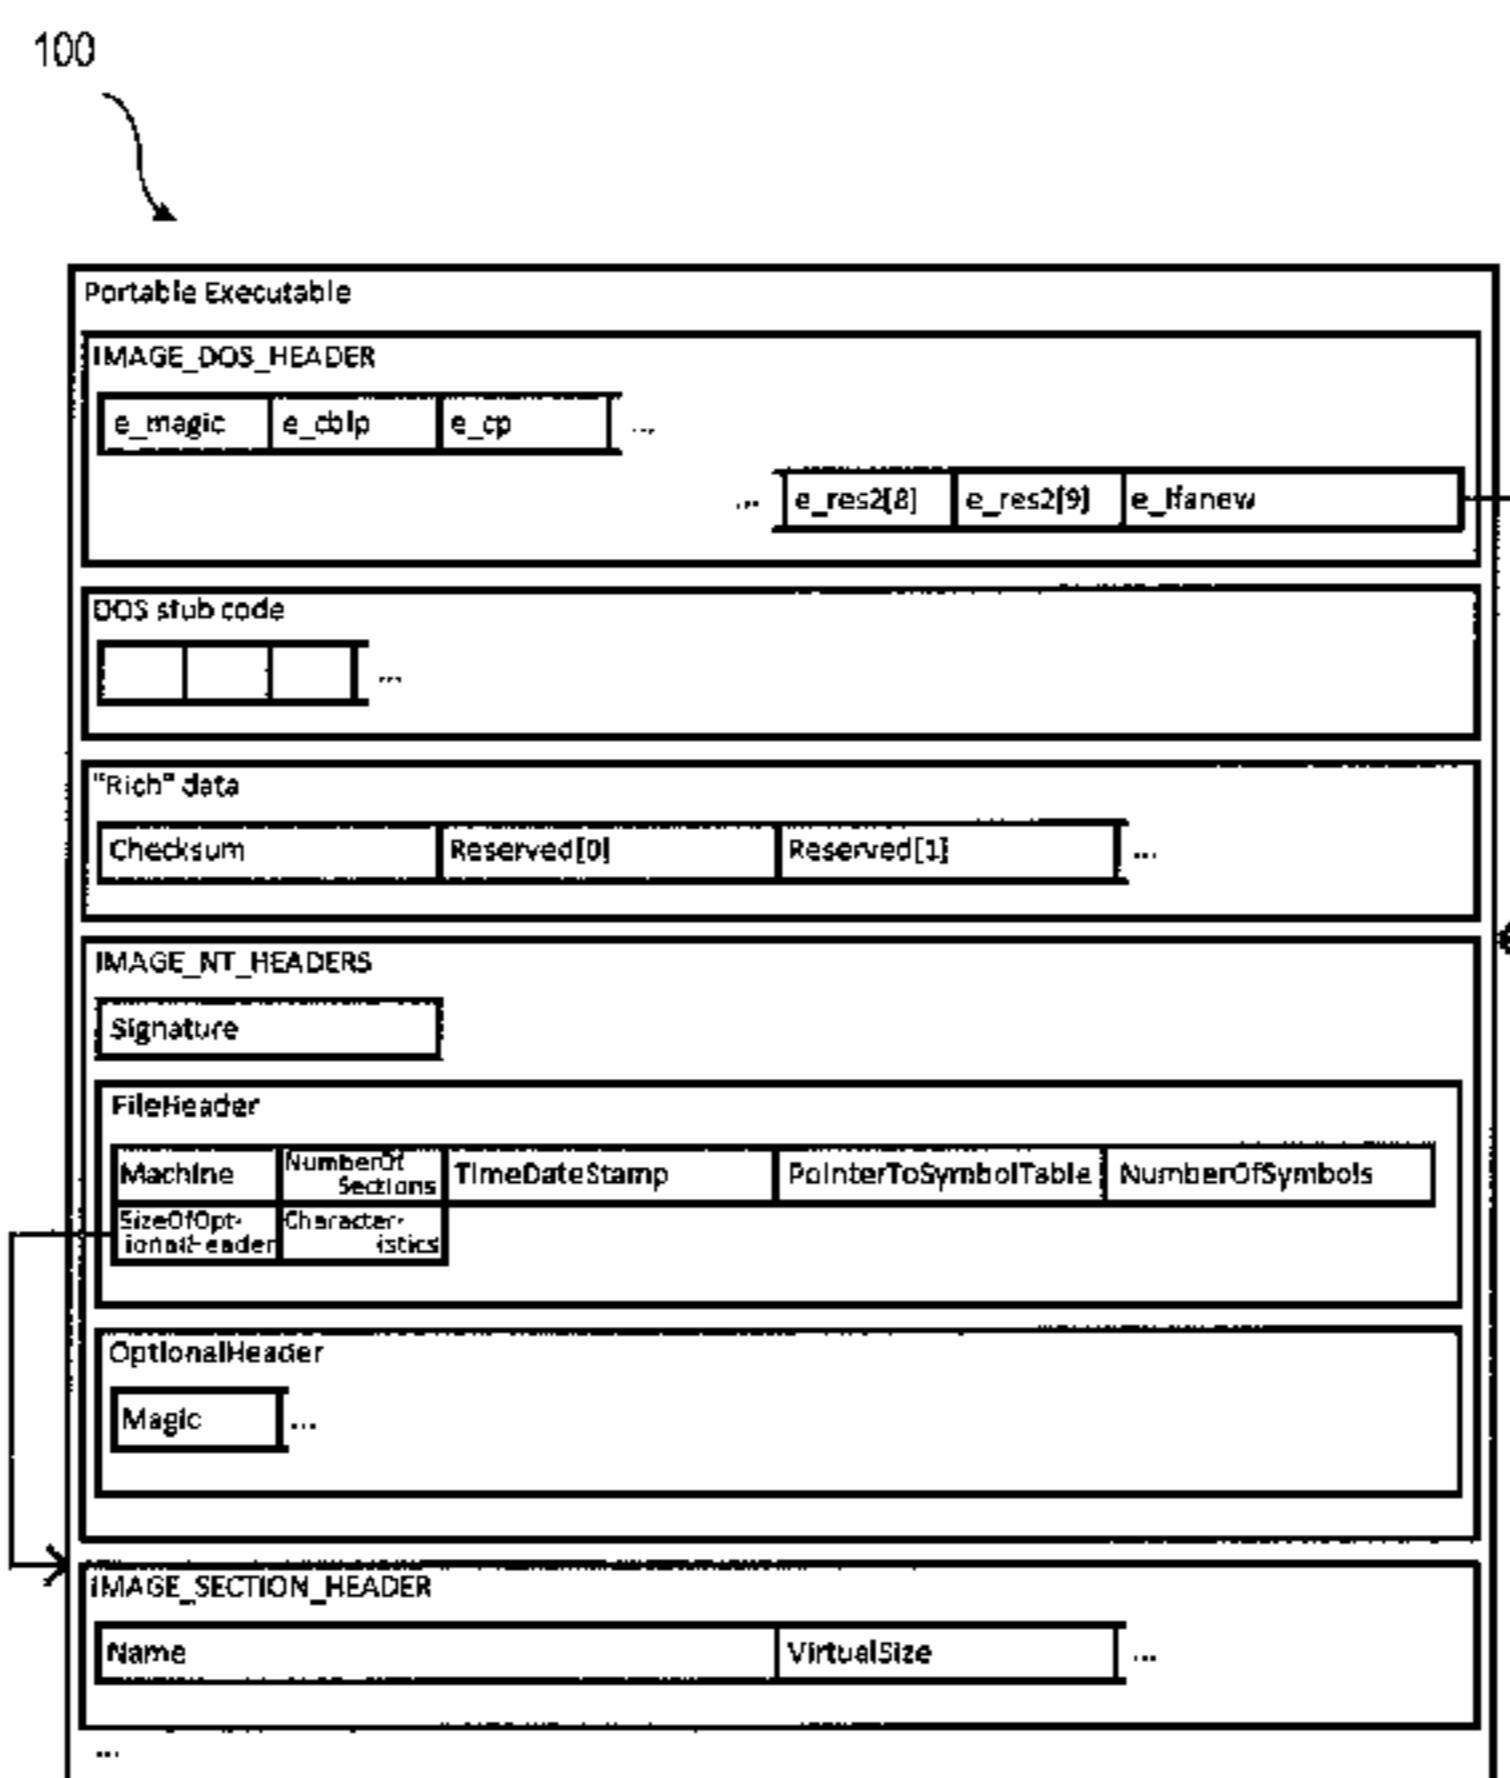 100
Portable Executable
IMAGE_DOS_HEADER
e_magic e_cblp e_cp ...
... e_res2[8] e_res2[9] e_lfanew
DOS stub code
...
"Rich" data
Checksum Reserved[0] Reserved[1] ...
IMAGE_NT_HEADERS
Signature
FileHeader
Machine NumberOf Sections TimeDateStamp PointerToSymbolTable NumberOfSymbols
SizeOfOpt- ionalHeader Character- istics
OptionalHeader
Magic ...
IMAGE_SECTION_HEADER
Name VirtualSize ...
...